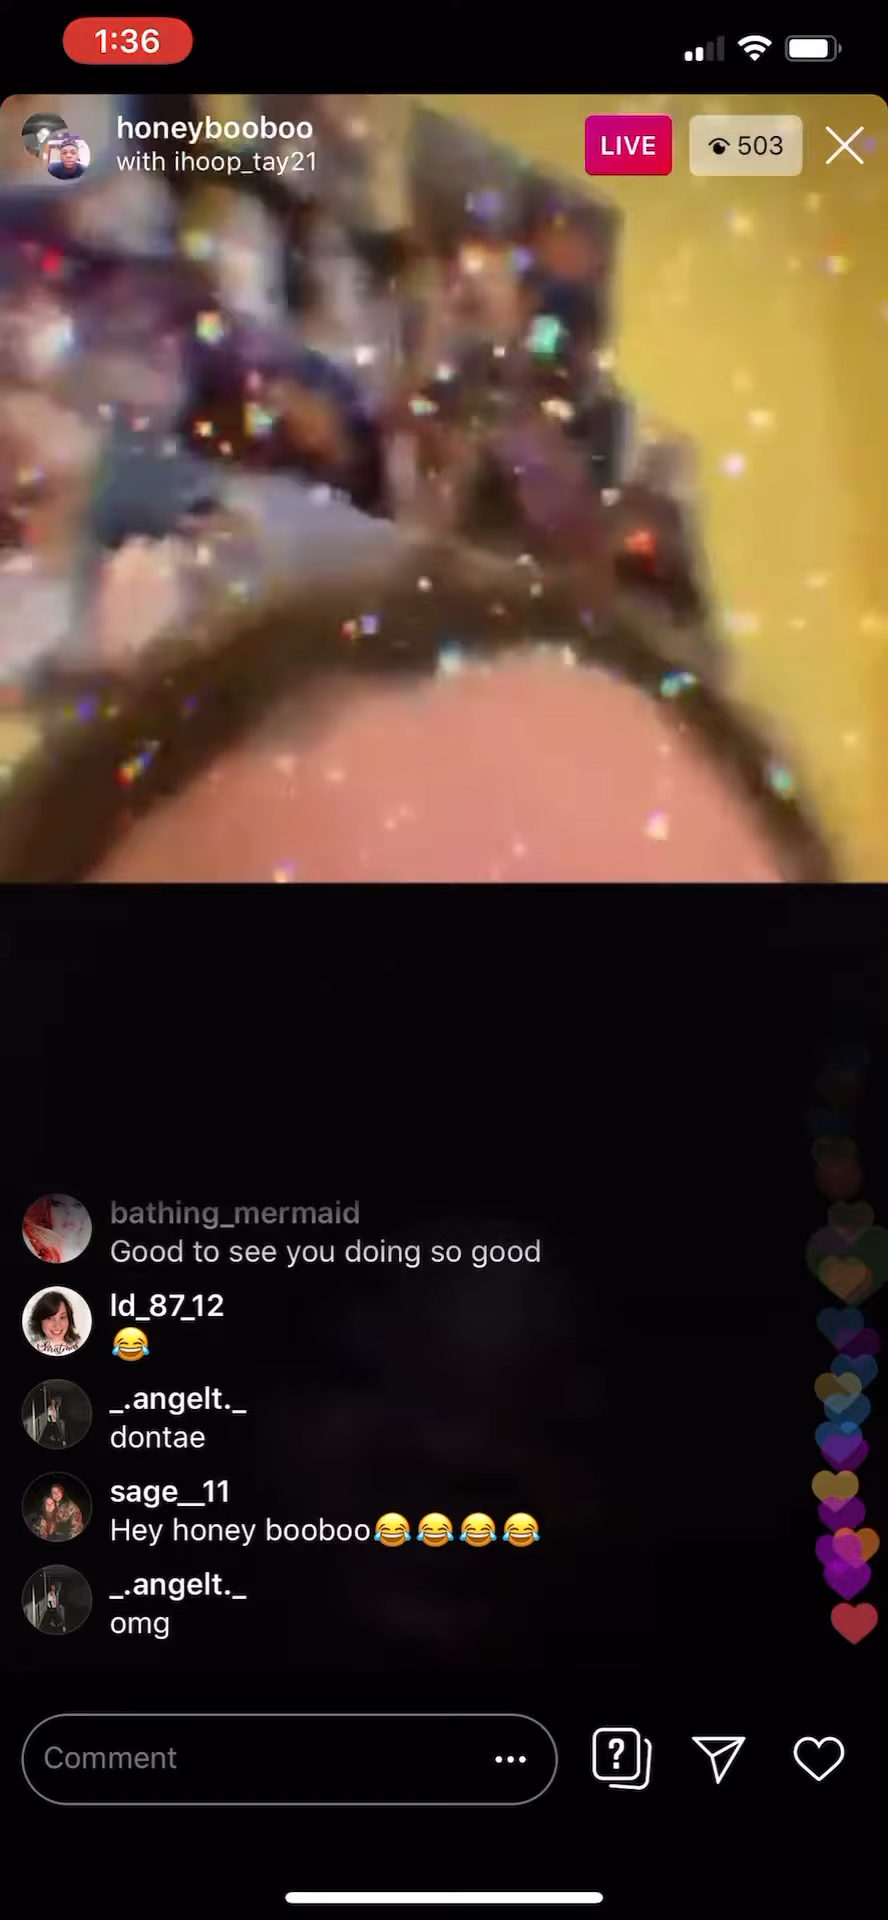 1:36
honeybooboo
with ihoop_tay21
LIVE
503
bathing_mermaid
Good to see you doing so good
ld_87_12
😂
_.angelt._
dontae
sage__11
Hey honey booboo😂😂😂😂
_.angelt._
omg
Comment